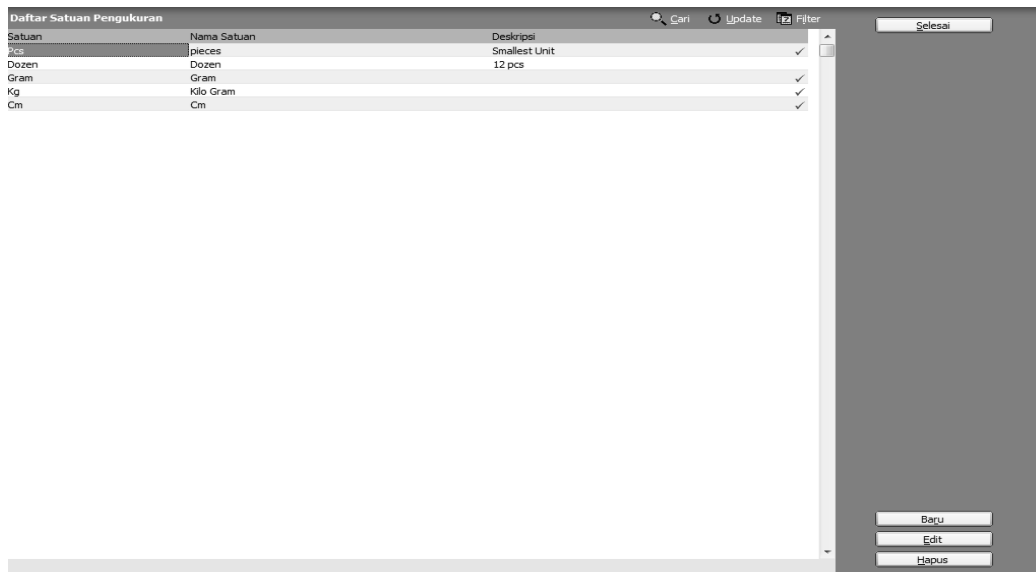 Daftar Satuan Pengukuran Cari Update Filter
Selesai
Satuan Nama Satuan Deskripsi
Pcs pieces Smallest Unit ✓
Dozen Dozen 12 pcs
Gram Gram ✓
Kg Kilo Gram ✓
Cm Cm ✓
Baru
Edit
Hapus